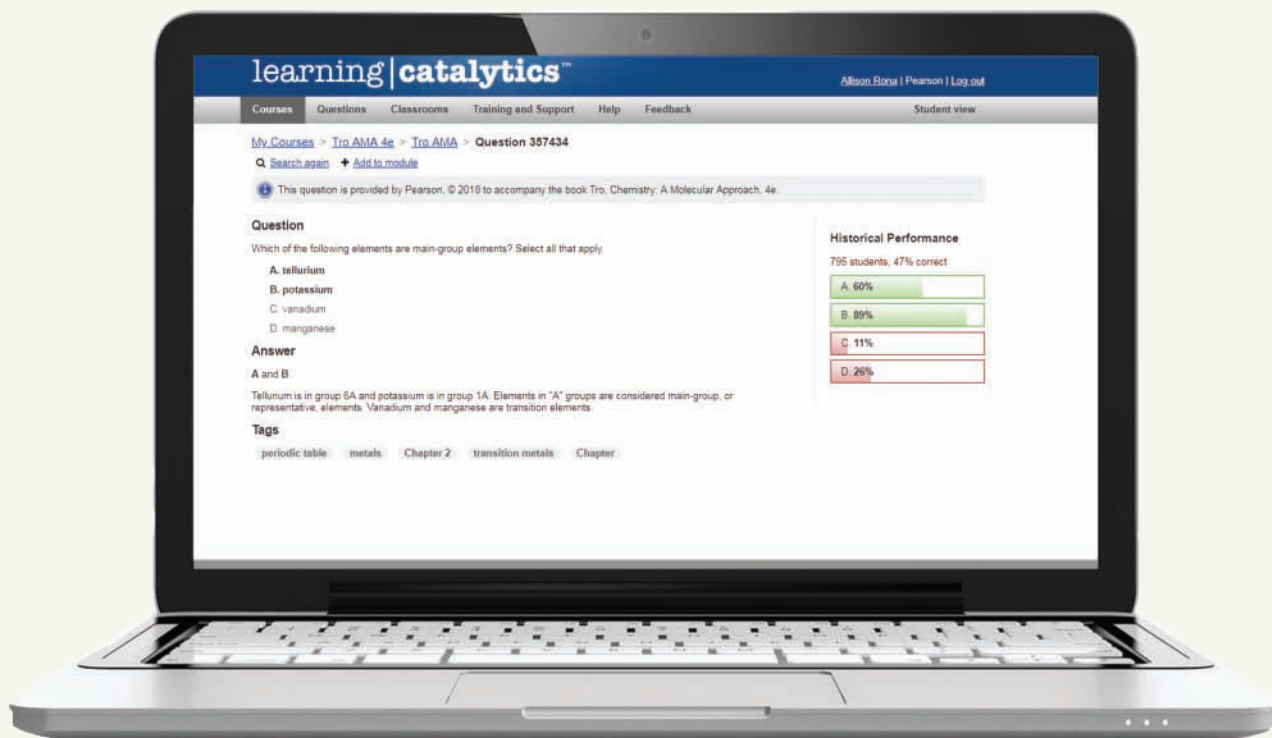 learning|catalytics™
Allison Rona | Pearson | Log out
Courses Questions Classrooms Training and Support Help Feedback Student view
My Courses > Tro AMA 4e > Tro AMA > Question 357434
Search again + Add to module
This question is provided by Pearson, © 2018 to accompany the book Tro, Chemistry: A Molecular Approach, 4e.
Question
Which of the following elements are main-group elements? Select all that apply.
A. tellurium
B. potassium
C. vanadium
D. manganese
Answer
A and B
Tellurium is in group 6A and potassium is in group 1A. Elements in "A" groups are considered main-group, or
representative, elements. Vanadium and manganese are transition elements.
Tags
periodic table metals Chapter 2 transition metals Chapter
Historical Performance
795 students, 47% correct
A. 60%
B. 89%
C. 11%
D. 26%